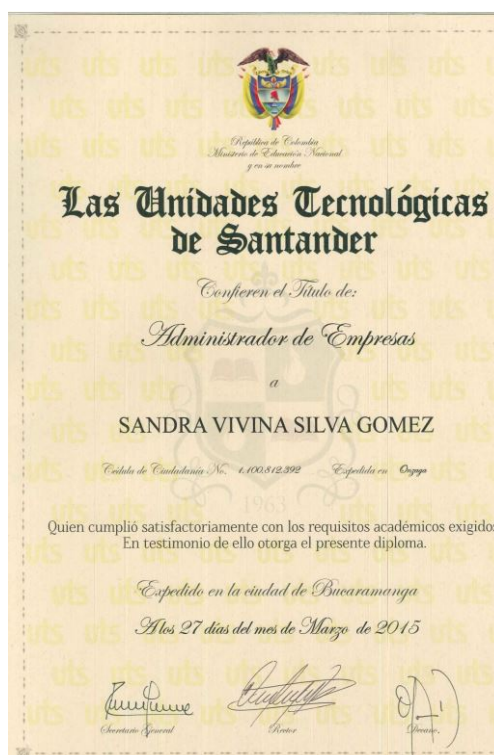 República de Colombia
Ministerio de Educación Nacional
y en su nombre
Las Unidades Tecnológicas
de Santander
Confieren el Título de:
Administrador de Empresas
a
SANDRA VIVINA SILVA GOMEZ
Cédula de Ciudadanía No. 1.100.812.392 Expedida en
1963
Quien cumplió satisfactoriamente con los requisitos académicos exigidos
En testimonio de ello otorga el presente diploma.
Expedido en la ciudad de Bucaramanga
A los 27 días del mes de Marzo de 2015
Secretario General Rector Decano